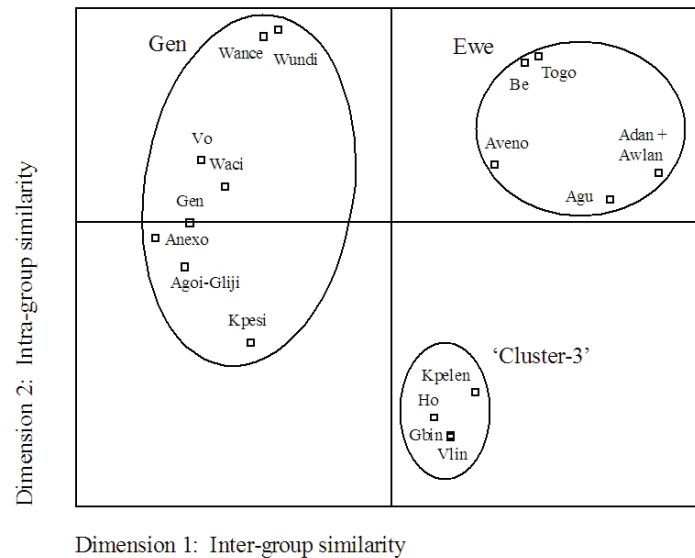 Gen
Wance
Wundi
Ewe
Be
Togo
Vo
Waci
Aveno
Adan +
Awlan
Gen
Agu
Anexo
Agoi-Gliji
Kpesi
'Cluster-3'
Kpelen
Ho
Gbin
Vlin
Dimension 2: Intra-group similarity
Dimension 1: Inter-group similarity